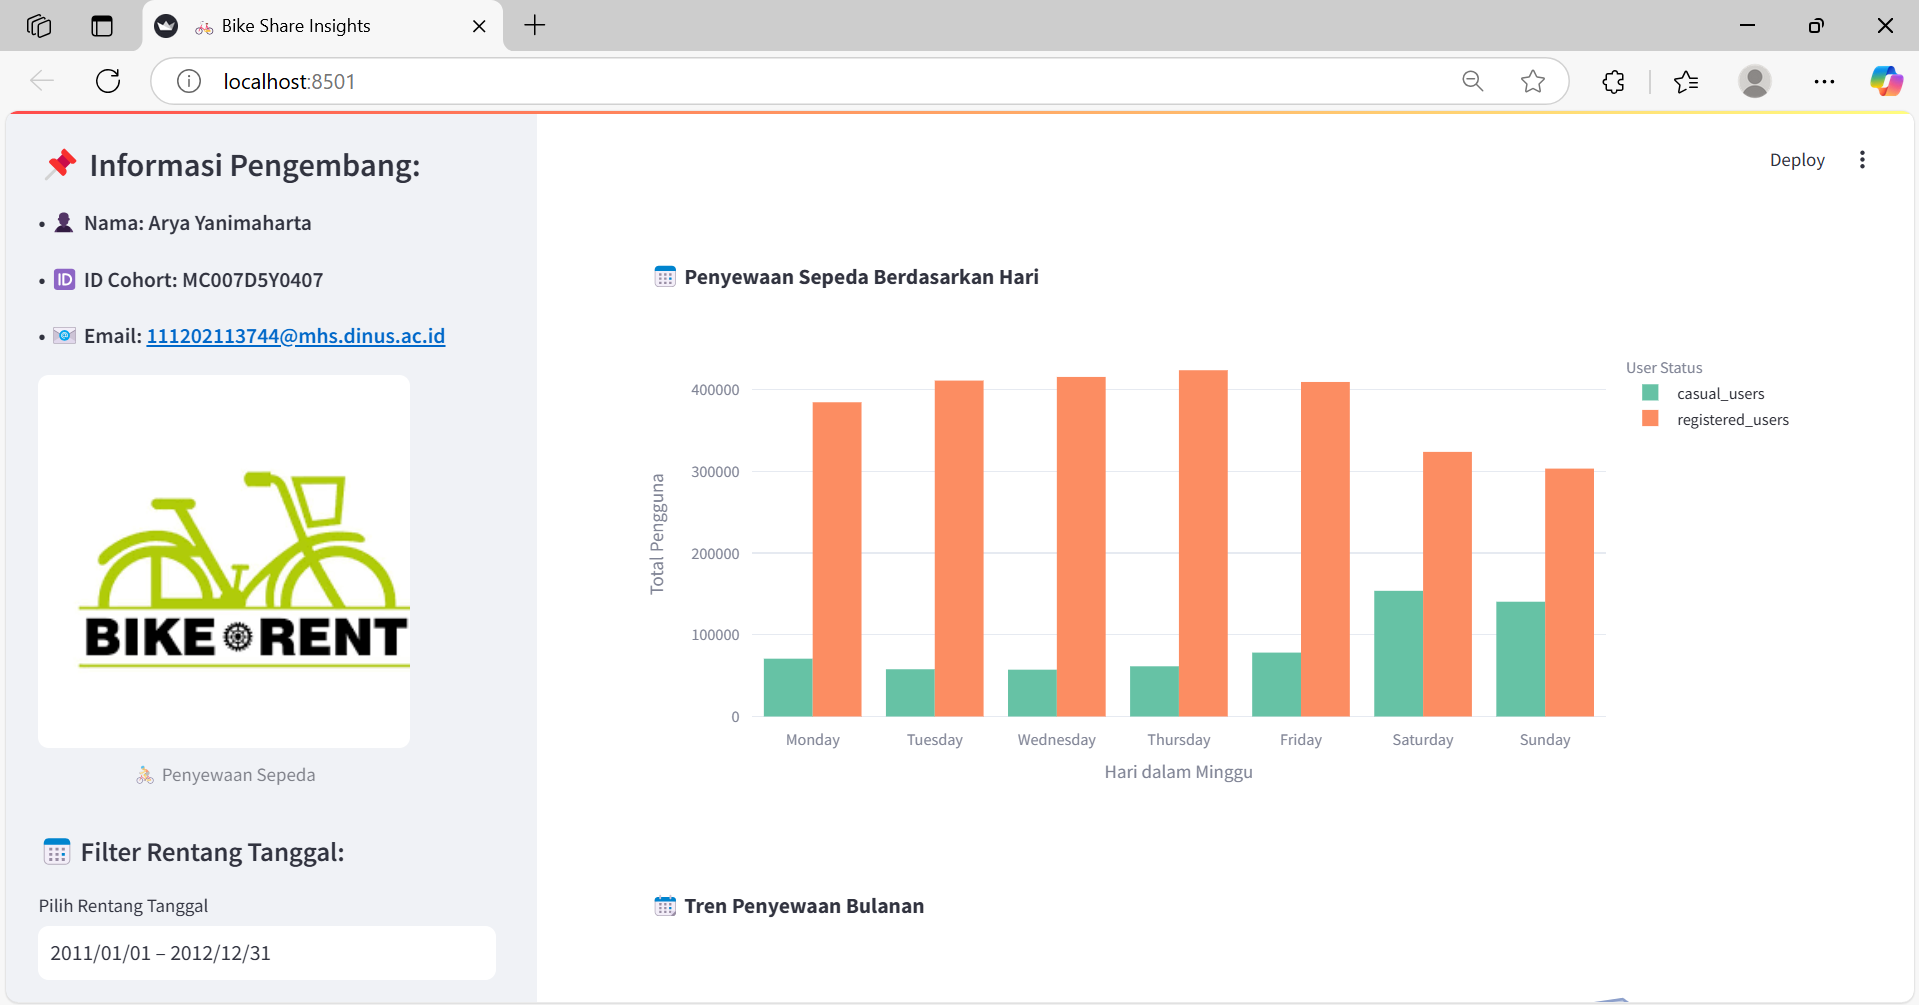 Bike Share Insights
localhost:8501
Informasi Pengembang:
• Nama: Arya Yanimaharta
• ID ID Cohort: MC007D5Y0407
• Email: 111202113744@mhs.dinus.ac.id
BIKE RENT
Penyewaan Sepeda
Filter Rentang Tanggal:
Pilih Rentang Tanggal
2011/01/01 – 2012/12/31
Deploy
Penyewaan Sepeda Berdasarkan Hari
User Status
casual_users
registered_users
Total Pengguna
400000
300000
200000
100000
0
Monday Tuesday Wednesday Thursday Friday Saturday Sunday
Hari dalam Minggu
Tren Penyewaan Bulanan